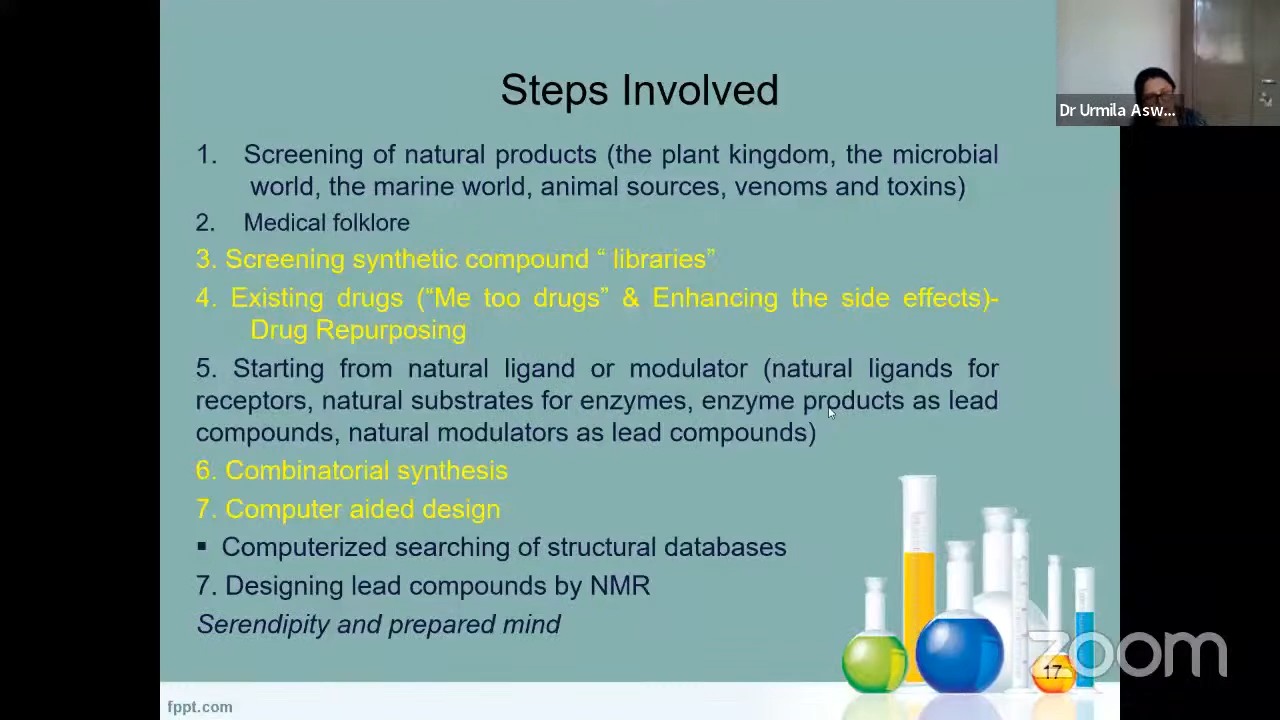 Steps Involved
Dr Urmila Asw...
1. Screening of natural products (the plant kingdom, the microbial
world, the marine world, animal sources, venoms and toxins)
2. Medical folklore
3. Screening synthetic compound “ libraries”
4. Existing drugs (“Me too drugs” & Enhancing the side effects)-
Drug Repurposing
5. Starting from natural ligand or modulator (natural ligands for
receptors, natural substrates for enzymes, enzyme products as lead
compounds, natural modulators as lead compounds)
6. Combinatorial synthesis
7. Computer aided design
▪ Computerized searching of structural databases
7. Designing lead compounds by NMR
Serendipity and prepared mind
zoom
17
fppt.com